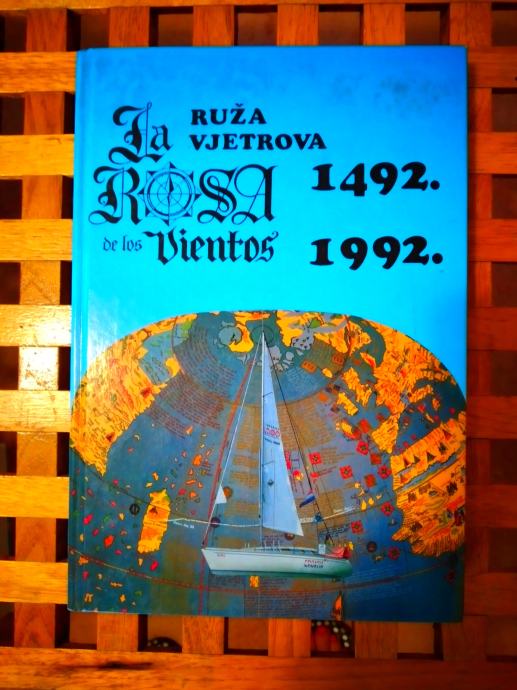 La
ROSA
de los Vientos
RUŽA
VJETROVA
1492.
1992.